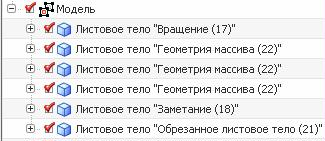 Модель
Листовое тело "Вращение (17)"
Листовое тело "Геометрия массива (22)"
Листовое тело "Геометрия массива (22)"
Листовое тело "Геометрия массива (22)"
Листовое тело "Заметание (18)"
Листовое тело "Обрезанное листовое тело (21)"